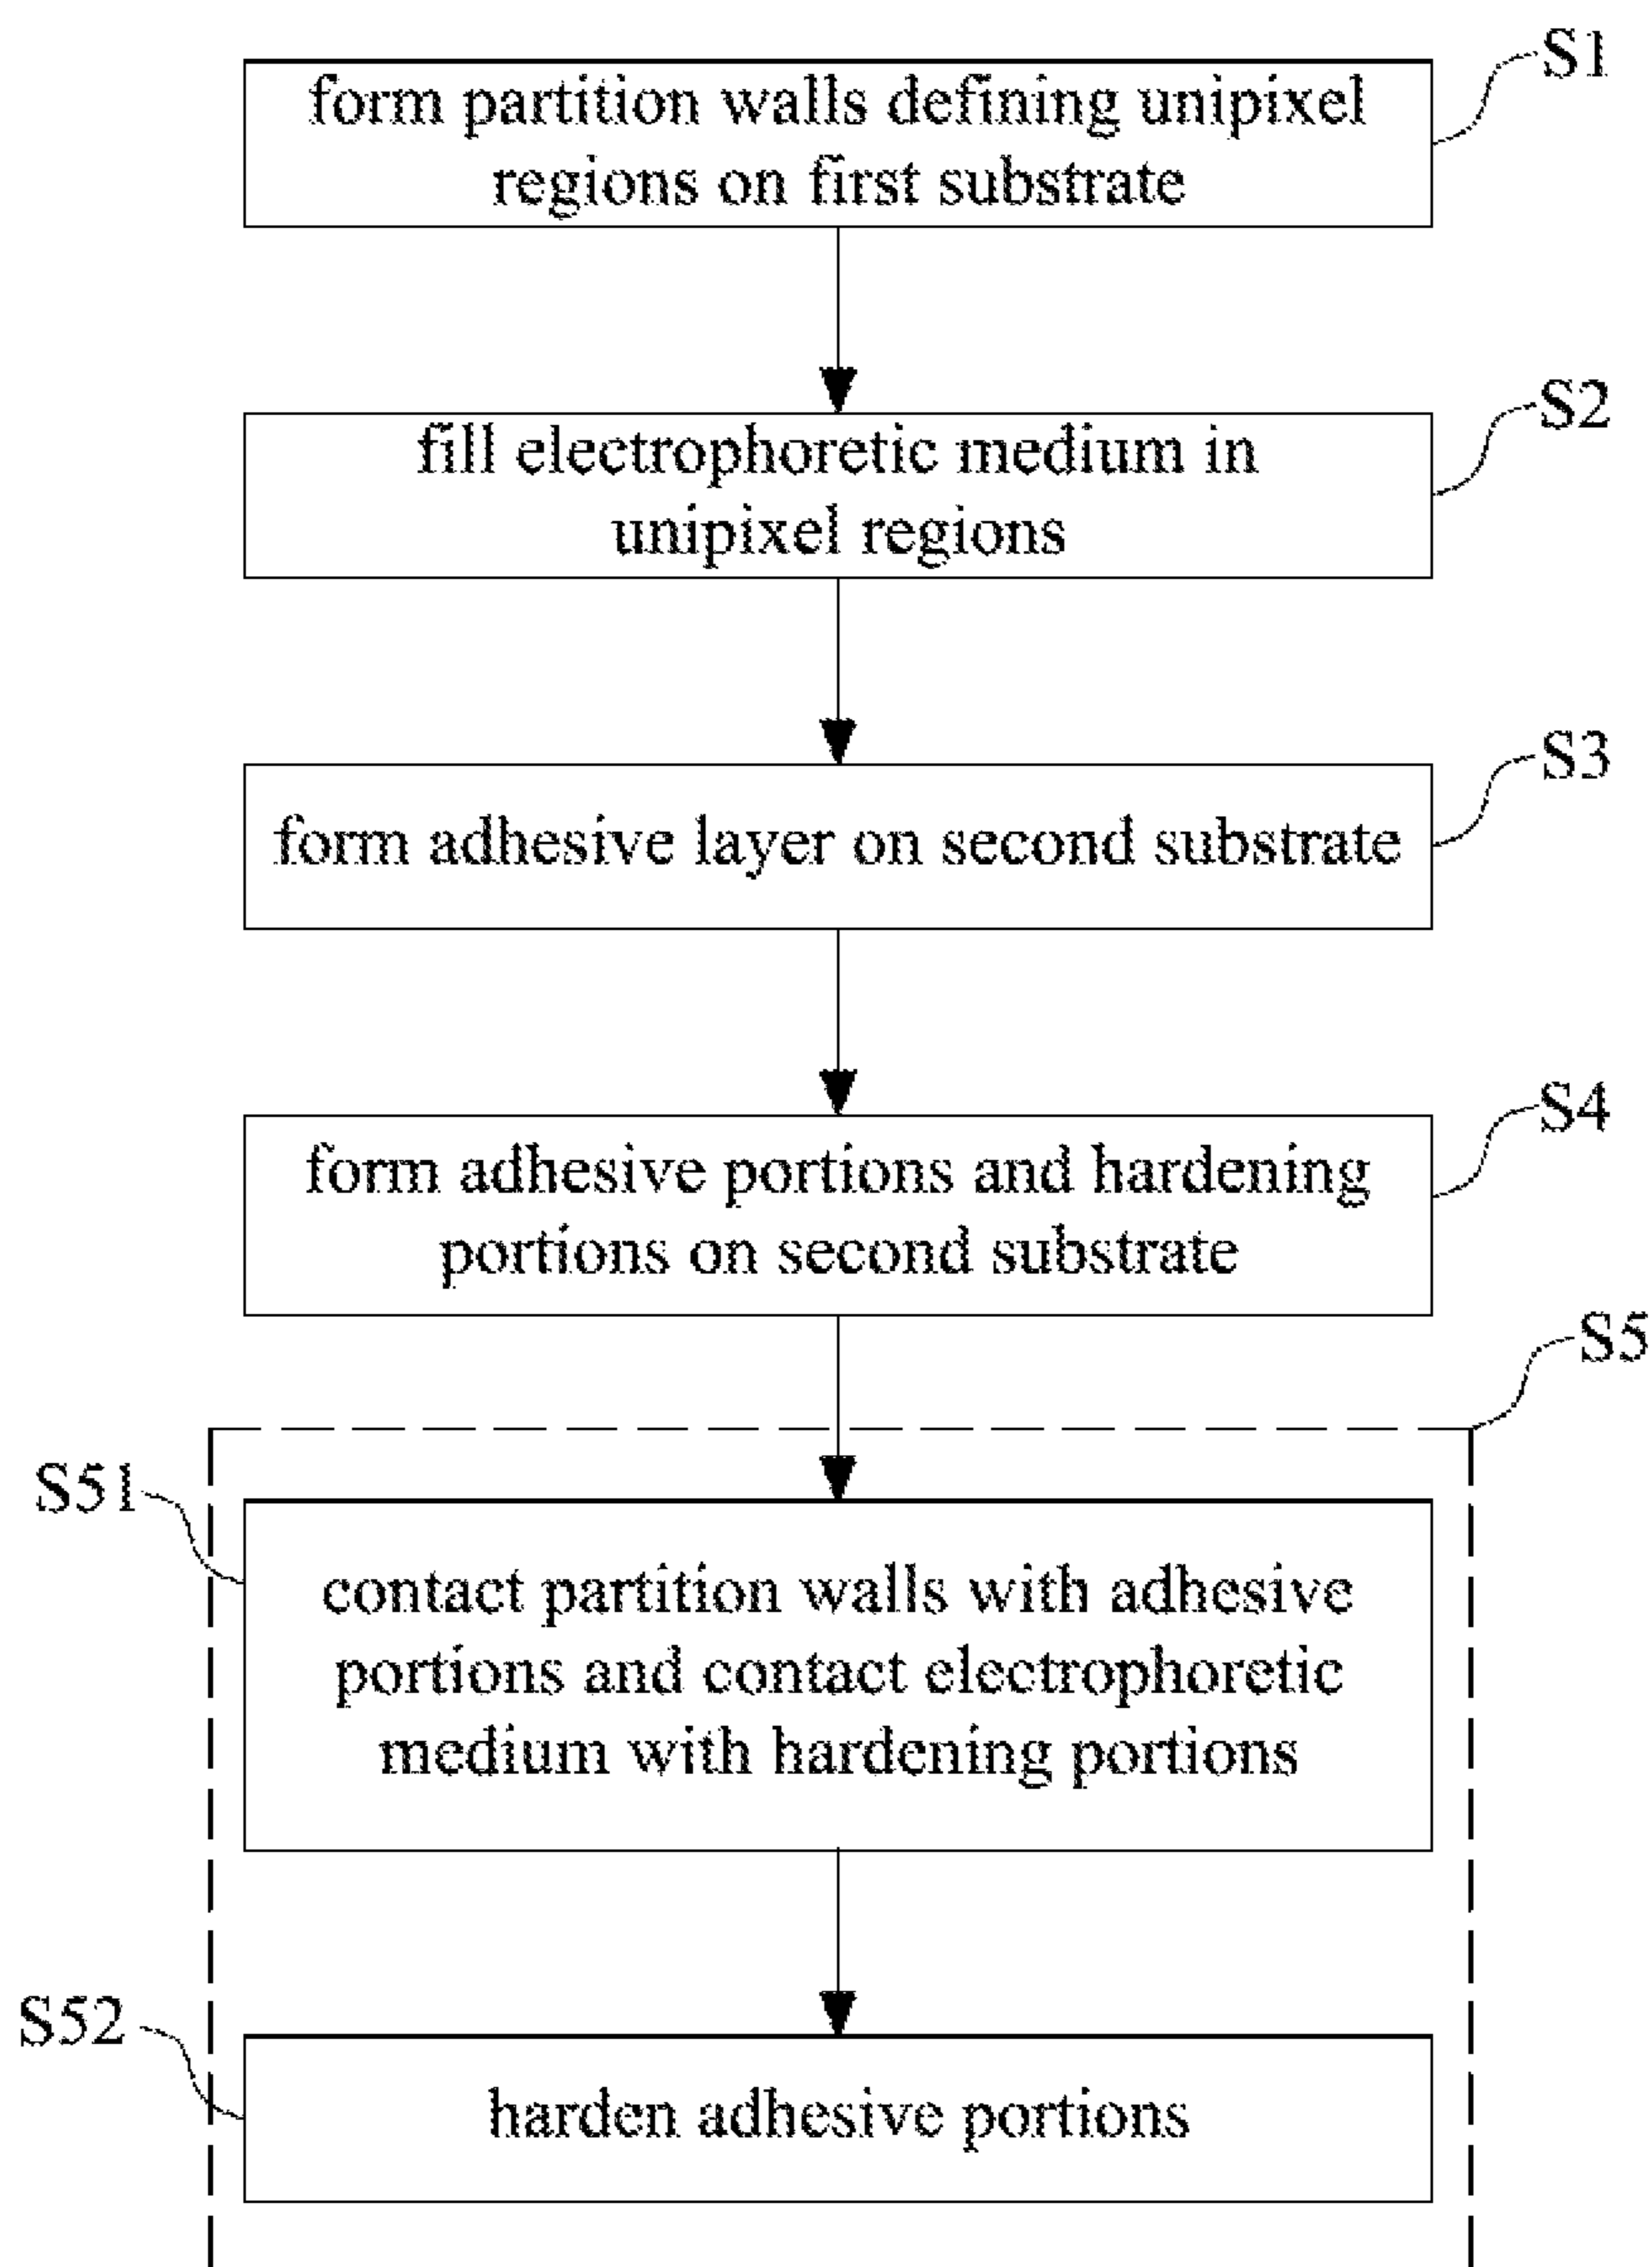 S1
form partition walls defining unipixel
regions on first substrate
S2
fill electrophoretic medium in
unipixel regions
S3
form adhesive layer on second substrate
S4
form adhesive portions and hardening
portions on second substrate
S5
S51
contact partition walls with adhesive
portions and contact electrophoretic
medium with hardening portions
S52
harden adhesive portions